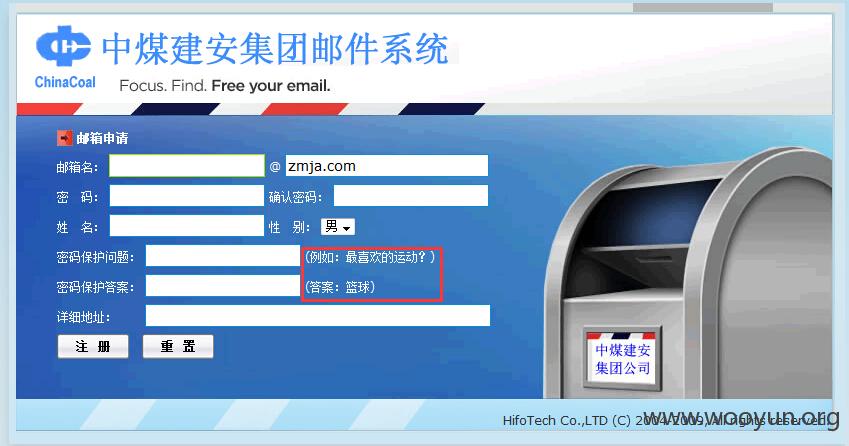 中煤建安集团邮件系统
ChinaCoal
Focus. Find. Free your email.
邮箱申请
邮箱名: @ zmja.com
密 码: 确认密码:
姓 名: 性 别: 男
密码保护问题: (例如: 最喜欢的运动? )
密码保护答案: (答案: 篮球)
详细地址:
注 册 重 置
中煤建安
集团公司
HifoTech Co.,LTD (C) 2004-2009, All rights reserved.
www.wooyun.org